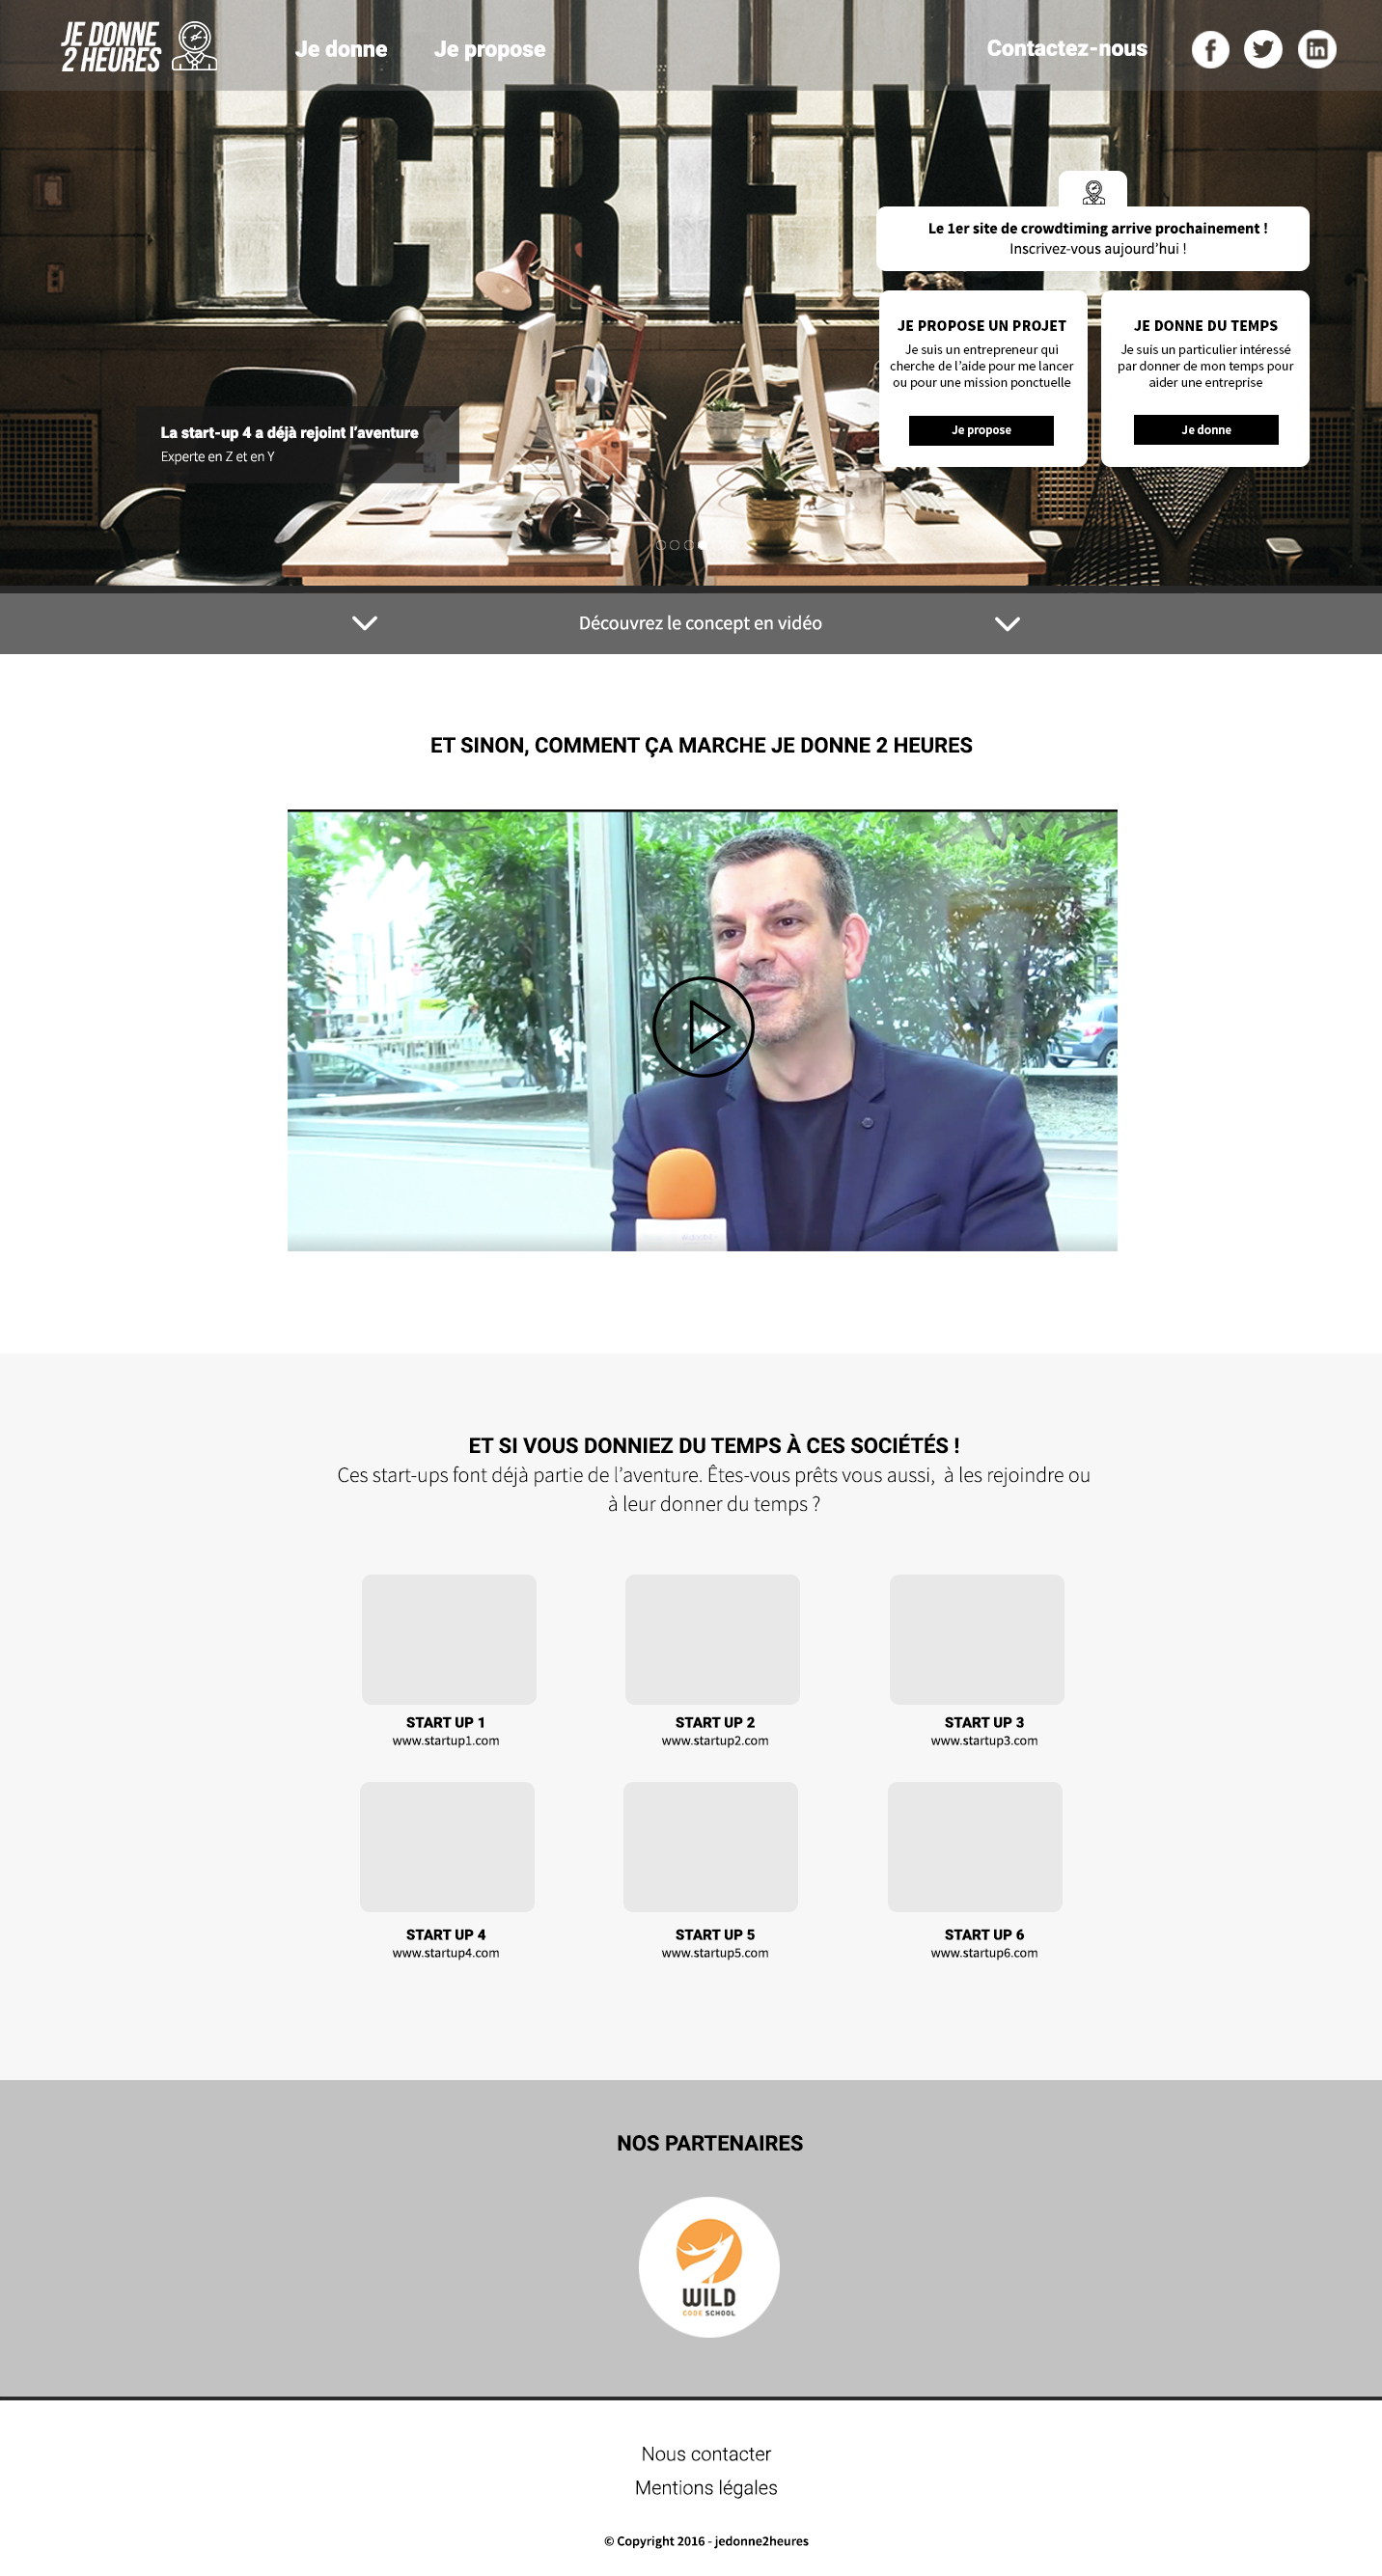 JE DONNE
2 HEURES
Je donne
Je propose
Contactez-nous
CREW
Le 1er site de crowdtiming arrive prochainement !
Inscrivez-vous aujourd’hui !
JE PROPOSE UN PROJET
Je suis un entrepreneur qui
cherche de l’aide pour me lancer
ou pour une mission ponctuelle
Je propose
JE DONNE DU TEMPS
Je suis un particulier intéressé
par donner de mon temps pour
aider une entreprise
Je donne
La start-up 4 a déjà rejoint l’aventure
Experte en Z et en Y
Découvrez le concept en vidéo
ET SINON, COMMENT ÇA MARCHE JE DONNE 2 HEURES
ET SI VOUS DONNIEZ DU TEMPS À CES SOCIÉTÉS !
Ces start-ups font déjà partie de l’aventure. Êtes-vous prêts vous aussi,  à les rejoindre ou
à leur donner du temps ?
START UP 1
www.startup1.com
START UP 2
www.startup2.com
START UP 3
www.startup3.com
START UP 4
www.startup4.com
START UP 5
www.startup5.com
START UP 6
www.startup6.com
NOS PARTENAIRES
WILD
CODE SCHOOL
Nous contacter
Mentions légales
© Copyright 2016 - jedonne2heures